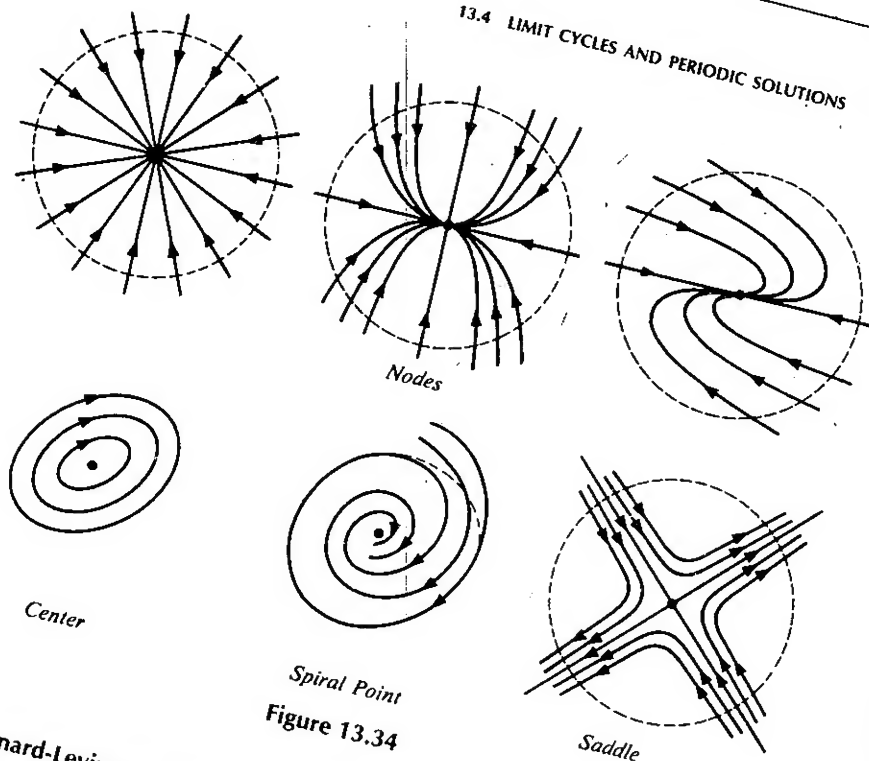 13.4 LIMIT CYCLES AND PERIODIC SOLUTIONS
Nodes
Center
Spiral Point
Saddle
Figure 13.34